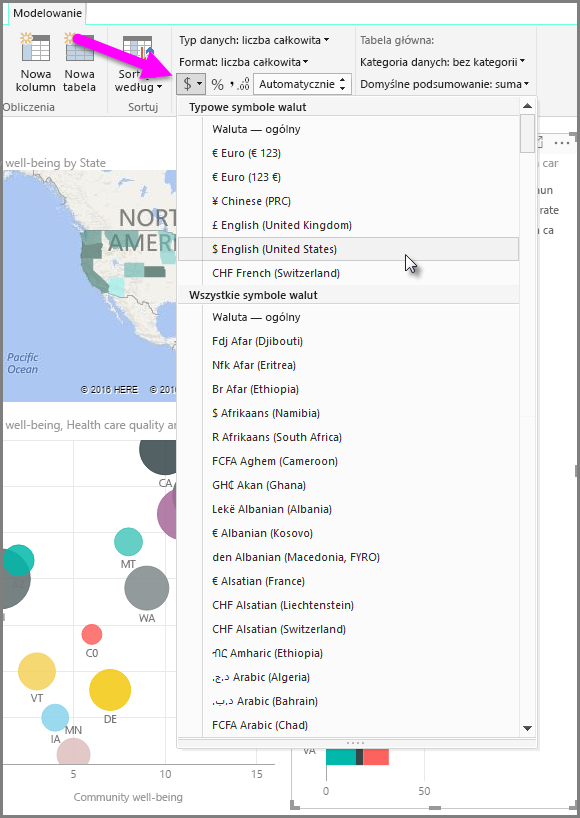 Modelowanie
Nowa kolumn
Nowa tabela
Sortuj według
Obliczenia
Sortuj
Typ danych: liczba całkowita
Format: liczba całkowita
$ % , .00 Automatycznie
Tabela główna:
Kategoria danych: bez kategorii
Domyślne podsumowanie: suma
Typowe symbole walut
Waluta — ogólny
€ Euro (€ 123)
€ Euro (123 €)
¥ Chinese (PRC)
£ English (United Kingdom)
$ English (United States)
CHF French (Switzerland)
Wszystkie symbole walut
Waluta — ogólny
Fdj Afar (Djibouti)
Nfk Afar (Eritrea)
Br Afar (Ethiopia)
$ Afrikaans (Namibia)
R Afrikaans (South Africa)
FCFA Aghem (Cameroon)
GH₵ Akan (Ghana)
Lekë Albanian (Albania)
€ Albanian (Kosovo)
den Albanian (Macedonia, FYRO)
€ Alsatian (France)
CHF Alsatian (Liechtenstein)
CHF Alsatian (Switzerland)
ብር Amharic (Ethiopia)
د.ج.‏ Arabic (Algeria)
د.ب.‏ Arabic (Bahrain)
FCFA Arabic (Chad)
well-being by State
NORT
AMERI
Pacific
Ocean
© 2016 HERE © 20
well-being, Health care quality an
CA
MT
WA
C0
VT
DE
IA
MN
5 10 15
Community well-being
car
un
rate
ca
VA
0 50